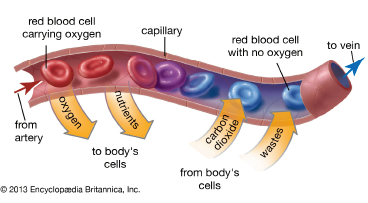 red blood cell
carrying oxygen
capillary
red blood cell
with no oxygen
to vein
from
artery
oxygen
nutrients
to body's
cells
carbon
dioxide
wastes
from body's
cells
© 2013 Encyclopædia Britannica, Inc.